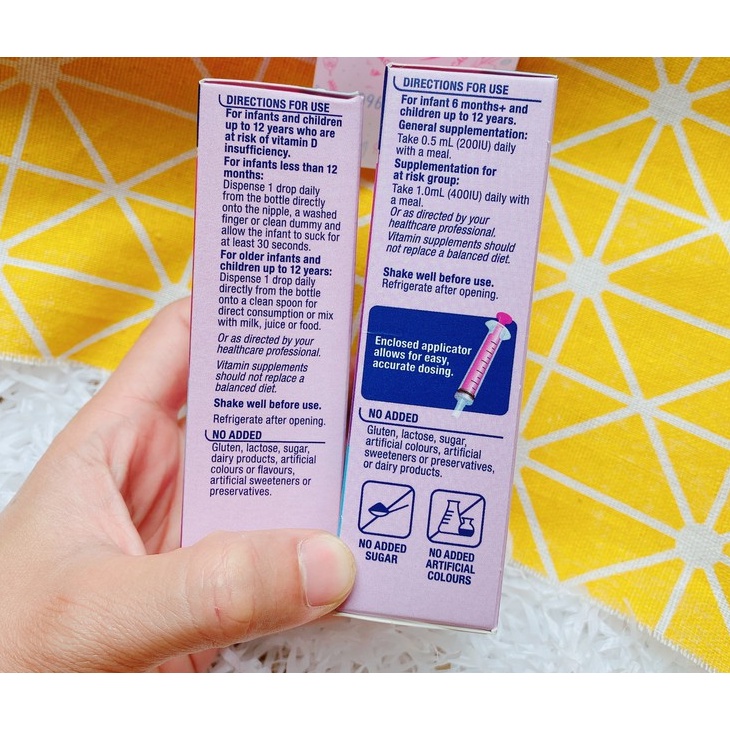 DIRECTIONS FOR USE
For infants and children
up to 12 years who are
at risk of vitamin D
insufficiency.
For infants less than 12
months:
Dispense 1 drop daily
from the bottle directly
onto the nipple, a washed
finger or clean dummy and
allow the infant to suck for
at least 30 seconds.
For older infants and
children up to 12 years:
Dispense 1 drop daily
directly from the bottle
onto a clean spoon for
direct consumption or mix
with milk, juice or food.
Or as directed by your
healthcare professional.
Vitamin supplements
should not replace a
balanced diet.
Shake well before use.
Refrigerate after opening.
NO ADDED
Gluten, lactose, sugar,
dairy products, artificial
colours or flavours,
artificial sweeteners or
preservatives.
DIRECTIONS FOR USE
For infant 6 months+ and
children up to 12 years.
General supplementation:
Take 0.5 mL (200IU) daily
with a meal.
Supplementation for
at risk group:
Take 1.0mL (400IU) daily with
a meal.
Or as directed by your
healthcare professional.
Vitamin supplements should
not replace a balanced diet.
Shake well before use.
Refrigerate after opening.
Enclosed applicator
allows for easy,
accurate dosing.
NO ADDED
Gluten, lactose, sugar,
artificial colours, artificial
sweeteners or preservatives,
or dairy products.
NO ADDED
SUGAR
NO ADDED
ARTIFICIAL
COLOURS